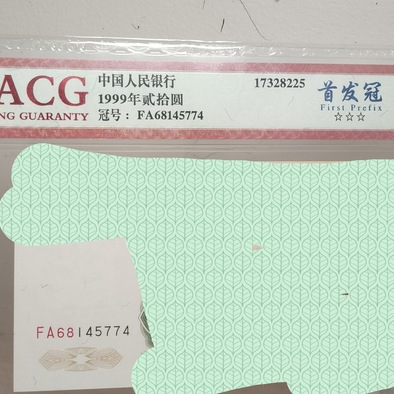 ACG
NG GUARANTY
中国人民银行
1999年贰拾圆
冠号： FA68145774
17328225
首发冠
First Prefix
☆☆☆
FA68145774